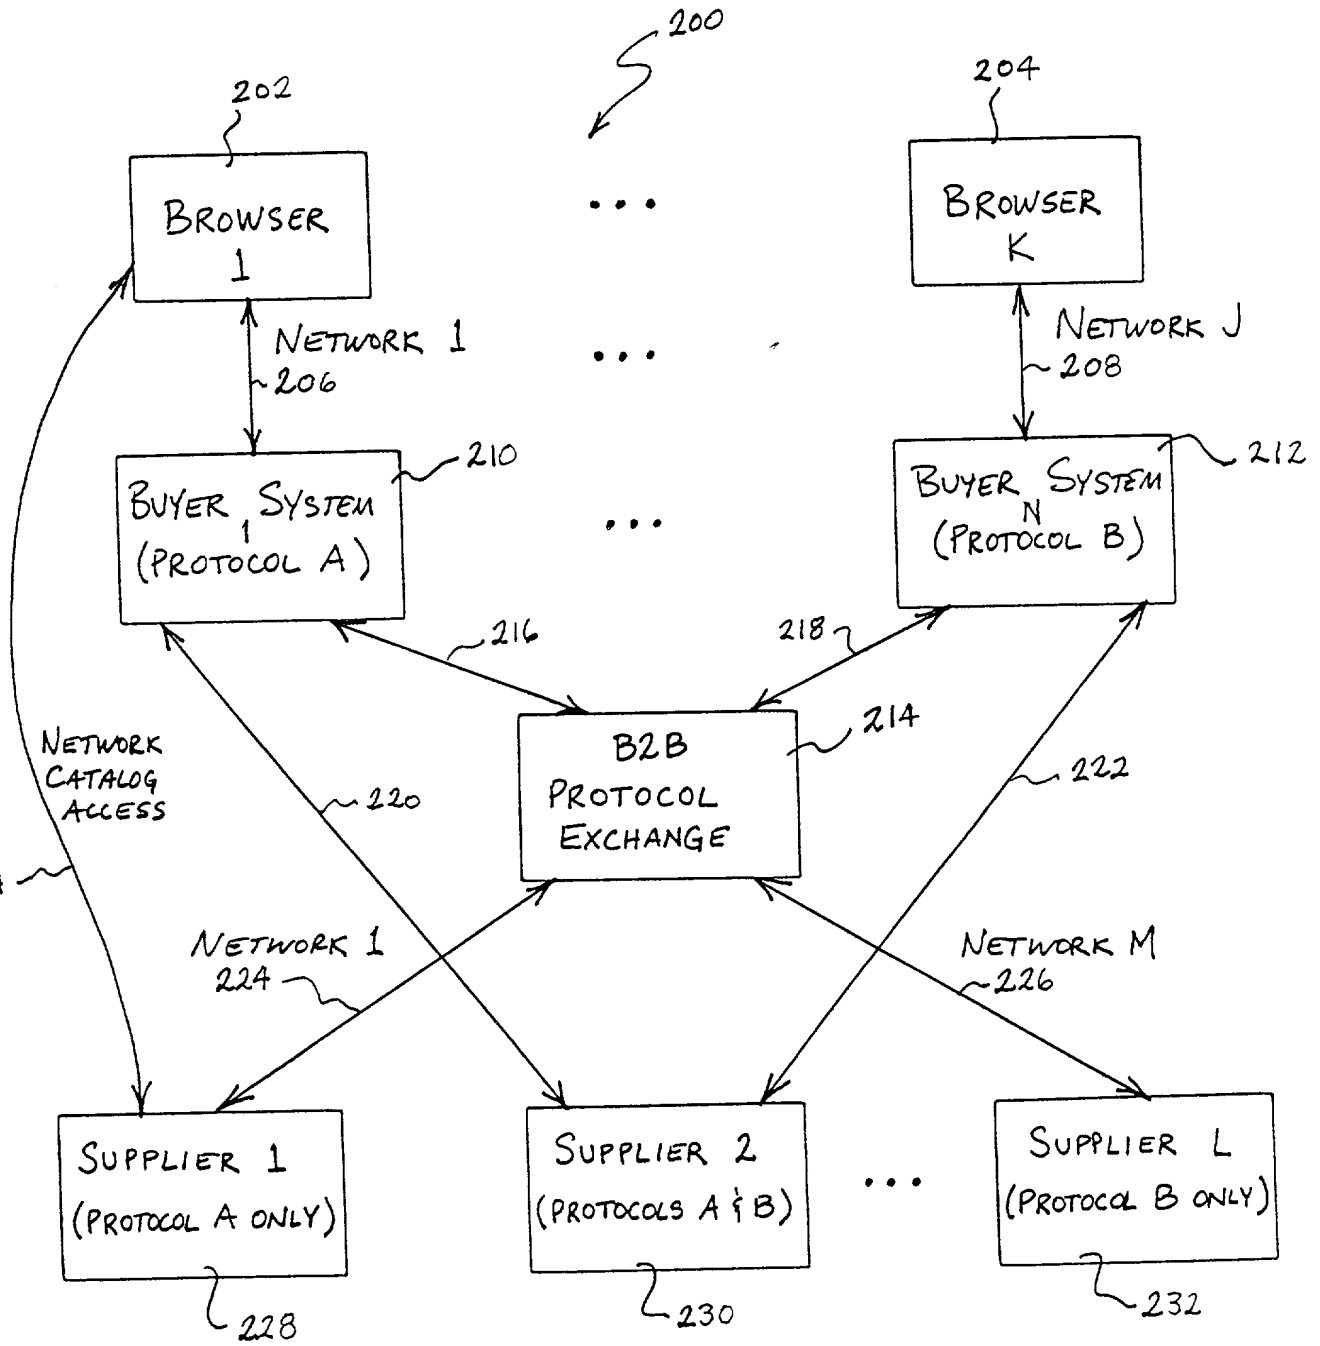 200
202
204
BROWSER
1
BROWSER
K
NETWORK 1
206
NETWORK J
208
210
212
BUYER SYSTEM
1
(PROTOCOL A)
BUYER SYSTEM
N
(PROTOCOL B)
216
218
214
B2B
PROTOCOL
EXCHANGE
NETWORK
CATALOG
ACCESS
220
222
NETWORK 1
224
NETWORK M
226
SUPPLIER 1
(PROTOCOL A ONLY)
SUPPLIER 2
(PROTOCOLS A & B)
SUPPLIER L
(PROTOCOL B ONLY)
228
230
232